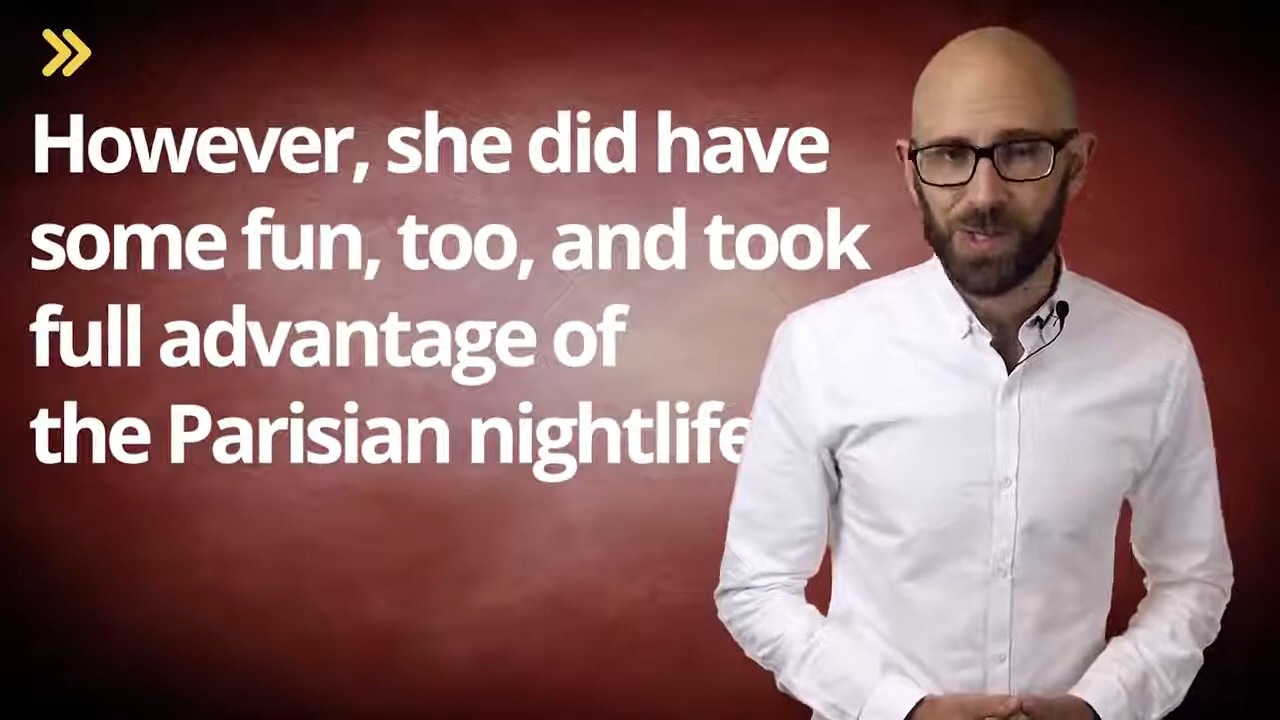 However, she did have
some fun, too, and took
full advantage of
the Parisian nightlife